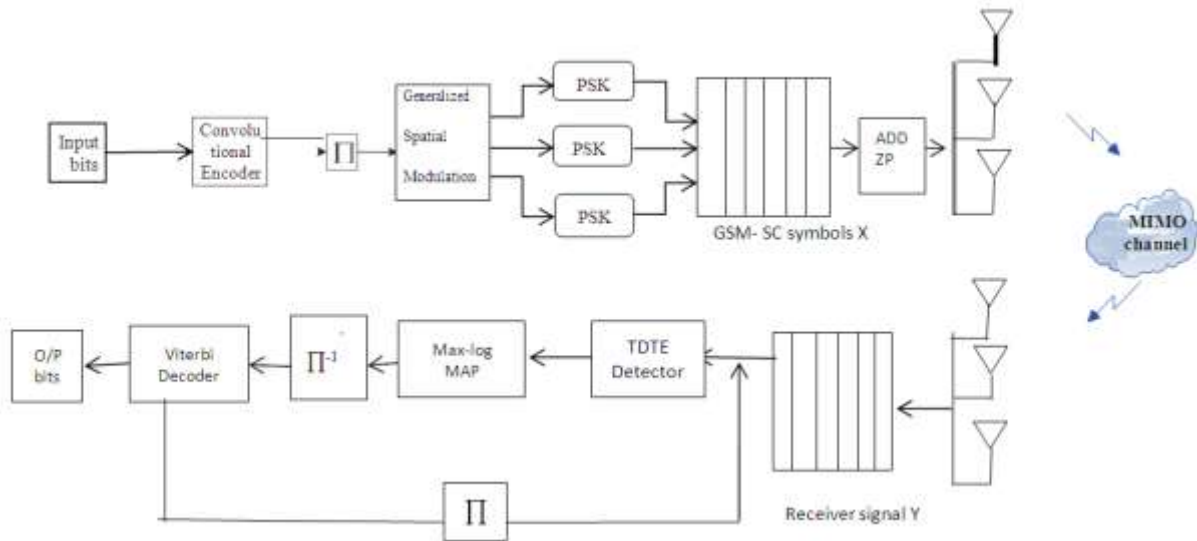 Input
bits
Convolu
tional
Encoder
∏
Generalized
Spatial
Modulation
PSK
PSK
PSK
GSM- SC symbols X
ADD
ZP
MIMO
channel
O/P
bits
Viterbi
Decoder
∏-1
Max-log
MAP
TDTE
Detector
Receiver signal Y
∏